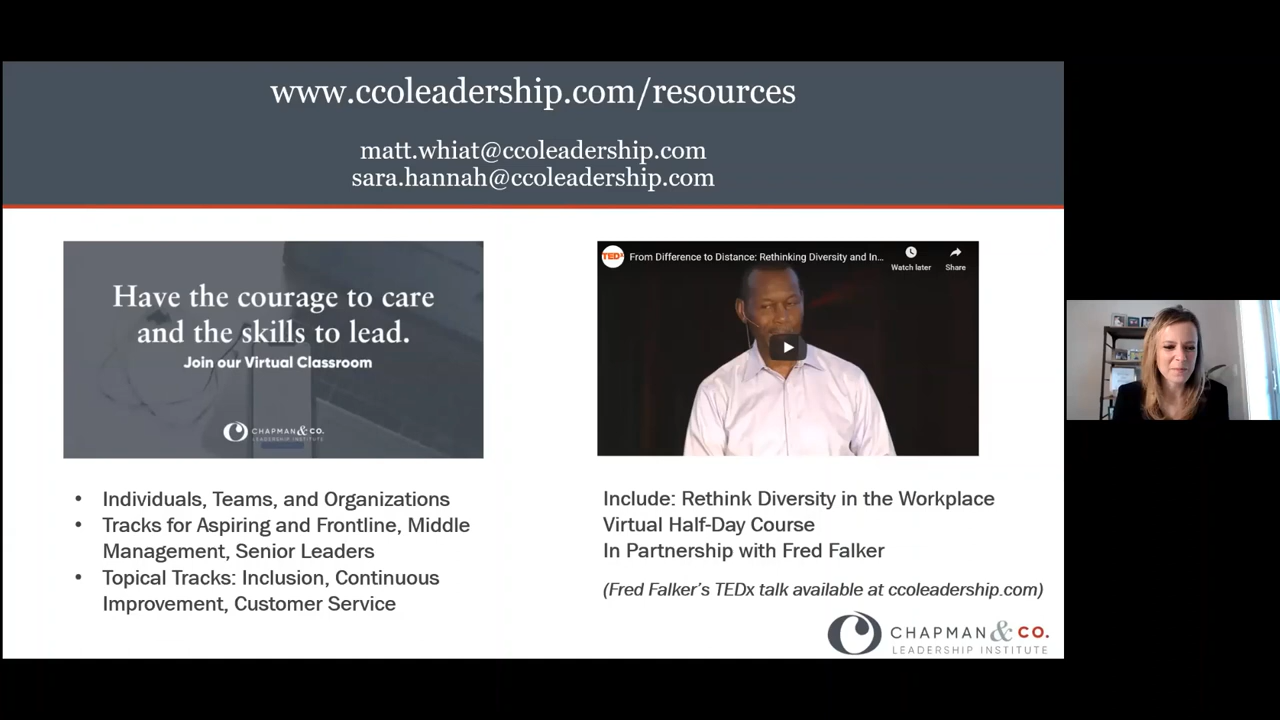 www.ccoleadership.com/resources
matt.whiat@ccoleadership.com
sara.hannah@ccoleadership.com
Have the courage to care
and the skills to lead.
Join our Virtual Classroom
CHAPMAN & CO.
LEADERSHIP INSTITUTE
TEDx
From Difference to Distance: Rethinking Diversity and In...
Watch later
Share
• Individuals, Teams, and Organizations
• Tracks for Aspiring and Frontline, Middle
Management, Senior Leaders
• Topical Tracks: Inclusion, Continuous
Improvement, Customer Service
Include: Rethink Diversity in the Workplace
Virtual Half-Day Course
In Partnership with Fred Falker
(Fred Falker's TEDx talk available at ccoleadership.com)
CHAPMAN & CO.
LEADERSHIP INSTITUTE